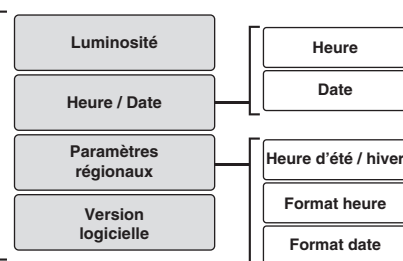 Luminosité
Heure / Date
Paramètres
régionaux
Version
logicielle
Heure
Date
Heure d'été / hiver
Format heure
Format date